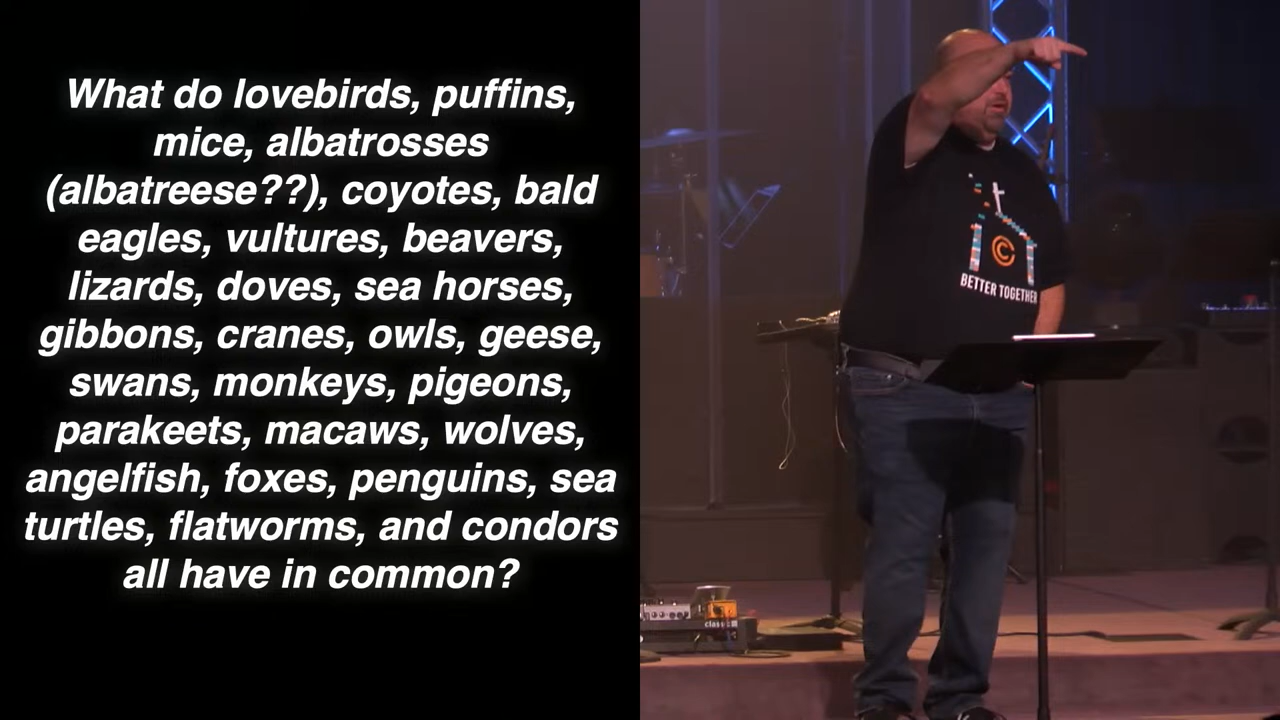 What do lovebirds, puffins,
mice, albatrosses
(albatreese??), coyotes, bald
eagles, vultures, beavers,
lizards, doves, sea horses,
gibbons, cranes, owls, geese,
swans, monkeys, pigeons,
parakeets, macaws, wolves,
angelfish, foxes, penguins, sea
turtles, flatworms, and condors
all have in common?
C
BETTER TOGETHER
classic